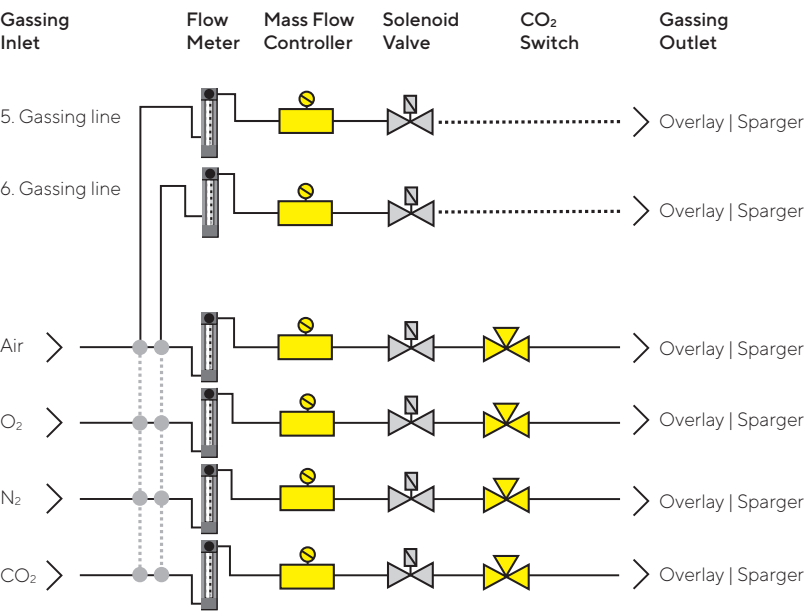 Gassing Inlet
Flow Meter
Mass Flow Controller
Solenoid Valve
CO₂ Switch
Gassing Outlet
5. Gassing line
Overlay | Sparger
6. Gassing line
Overlay | Sparger
Air
Overlay | Sparger
O₂
Overlay | Sparger
N₂
Overlay | Sparger
CO₂
Overlay | Sparger